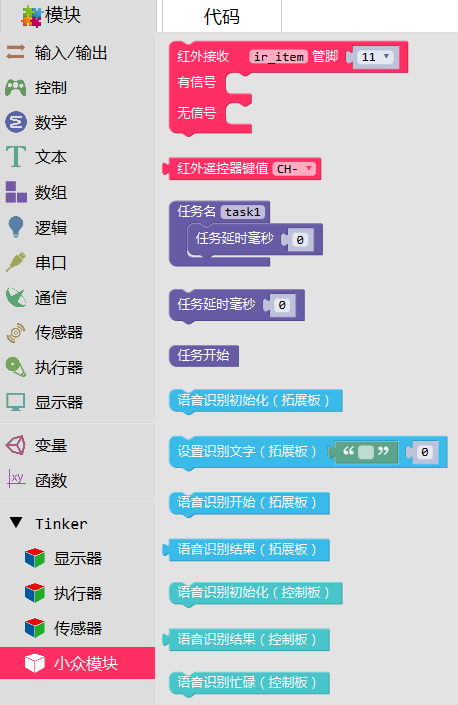 模块
代码
输入/输出
控制
数学
文本
数组
逻辑
串口
通信
传感器
执行器
显示器
变量
xy
函数
▼ Tinker
显示器
执行器
传感器
小众模块
红外接收 ir_item 管脚 11
有信号
无信号
红外遥控器键值 CH-
任务名 task1
任务延时毫秒 0
任务延时毫秒 0
任务开始
语音识别初始化（拓展板）
设置识别文字（拓展板） “ ” 0
语音识别开始（拓展板）
语音识别结果（拓展板）
语音识别初始化（控制板）
语音识别结果（控制板）
语音识别忙碌（控制板）